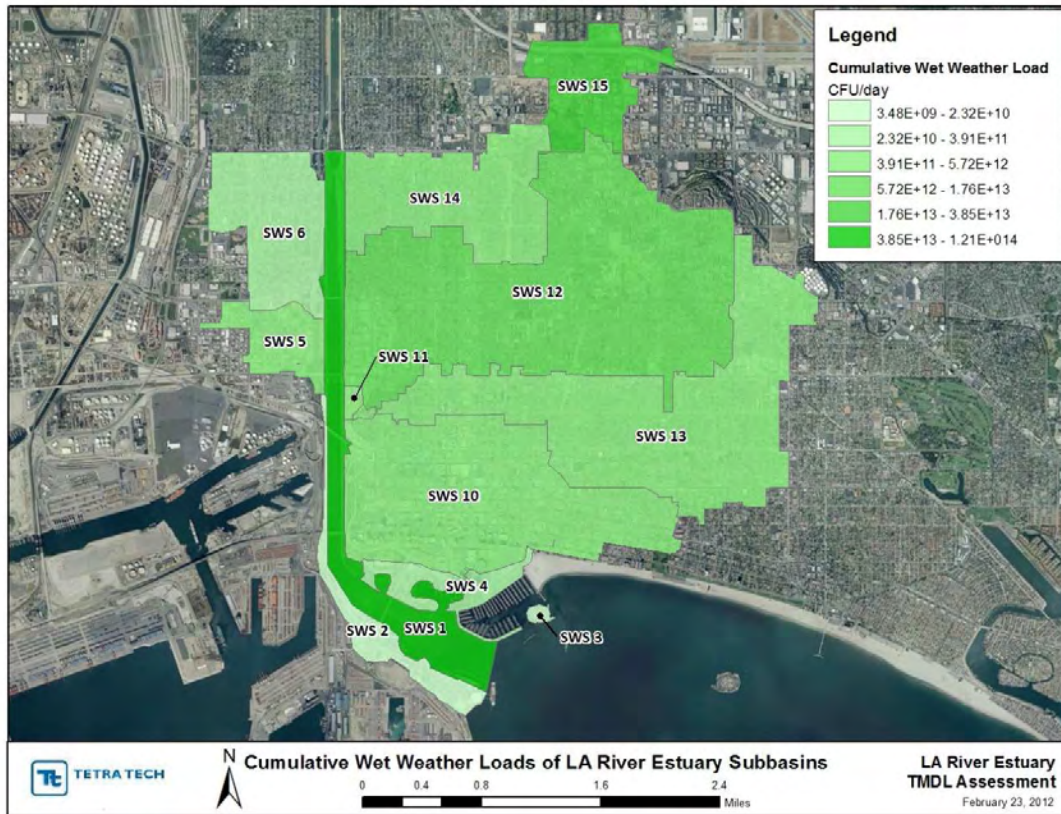 Legend
Cumulative Wet Weather Load
CFU/day
3.48E+09 - 2.32E+10
2.32E+10 - 3.91E+11
3.91E+11 - 5.72E+12
5.72E+12 - 1.76E+13
1.76E+13 - 3.85E+13
3.85E+13 - 1.21E+014
SWS 15
SWS 14
SWS 6
SWS 12
SWS 5
SWS 11
SWS 13
SWS 10
SWS 4
SWS 2
SWS 1
SWS 3
Tt TETRA TECH
N
Cumulative Wet Weather Loads of LA River Estuary Subbasins
0 0.4 0.8 1.6 2.4
Miles
LA River Estuary
TMDL Assessment
February 23, 2012